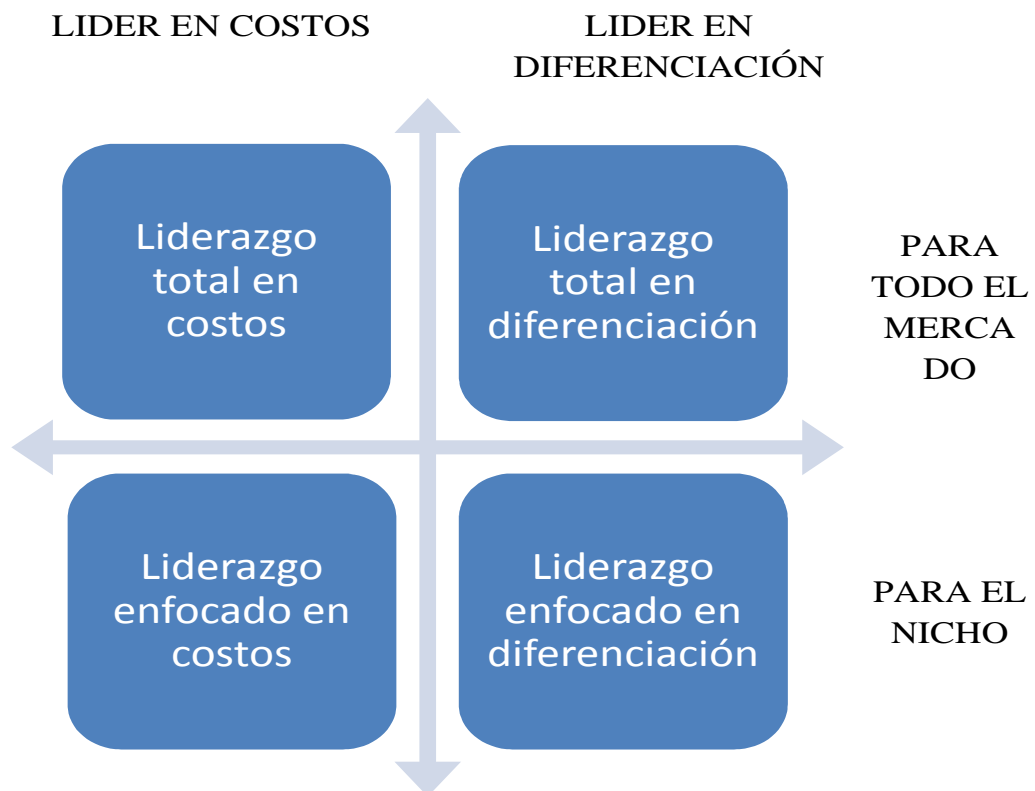 LIDER EN COSTOS
LIDER EN
DIFERENCIACIÓN
Liderazgo
total en
costos
Liderazgo
total en
diferenciación
PARA
TODO EL
MERCA
DO
Liderazgo
enfocado en
costos
Liderazgo
enfocado en
diferenciación
PARA EL
NICHO